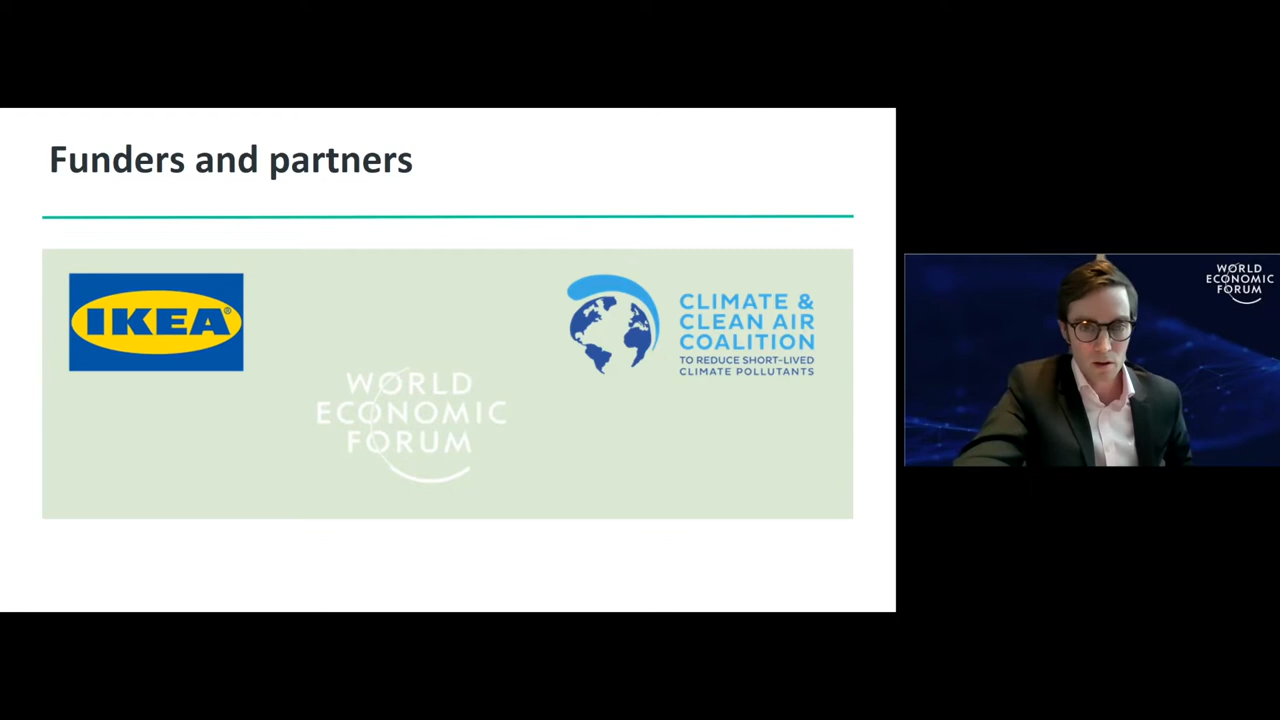 Funders and partners
IKEA®
CLIMATE &
CLEAN AIR
COALITION
TO REDUCE SHORT-LIVED
CLIMATE POLLUTANTS
WORLD
ECONOMIC
FORUM
WORLD
ECONOMIC
FORUM